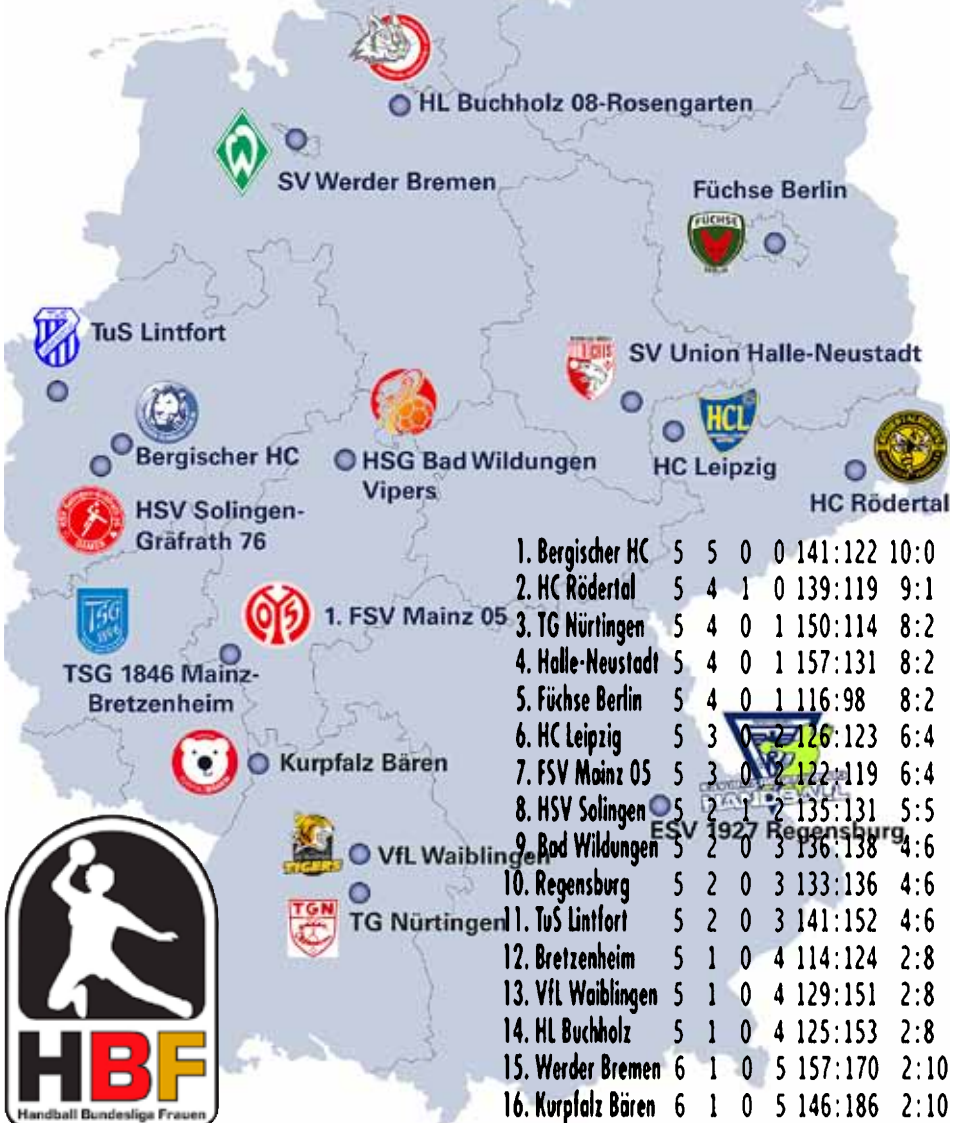 HL Buchholz 08-Rosengarten
SV Werder Bremen
Füchse Berlin
FÜCHSE
TuS
TuS Lintfort
SV Union Halle-Neustadt
Bergischer HC
HSG Bad Wildungen
Vipers
HCL
HC Leipzig
HC Rödertal
HSV Solingen-
Gräfrath 76
TSG
1846
1. FSV Mainz 05
TSG 1846 Mainz-
Bretzenheim
Kurpfalz Bären
TIGERS
VfL Waiblingen
TGN
TG Nürtingen
HANDBALL
ESV 1927 Regensburg
1. Bergischer HC 5 5 0 0 141:122 10:0
2. HC Rödertal 5 4 1 0 139:119 9:1
3. TG Nürtingen 5 4 0 1 150:114 8:2
4. Halle-Neustadt 5 4 0 1 157:131 8:2
5. Füchse Berlin 5 4 0 1 116:98 8:2
6. HC Leipzig 5 3 0 2 126:123 6:4
7. FSV Mainz 05 5 3 0 2 122:119 6:4
8. HSV Solingen 5 2 1 2 135:131 5:5
9. Bad Wildungen 5 2 0 3 136:138 4:6
10. Regensburg 5 2 0 3 133:136 4:6
11. TuS Lintfort 5 2 0 3 141:152 4:6
12. Bretzenheim 5 1 0 4 114:124 2:8
13. VfL Waiblingen 5 1 0 4 129:151 2:8
14. HL Buchholz 5 1 0 4 125:153 2:8
15. Werder Bremen 6 1 0 5 157:170 2:10
16. Kurpfalz Bären 6 1 0 5 146:186 2:10
HBF
Handball Bundesliga Frauen